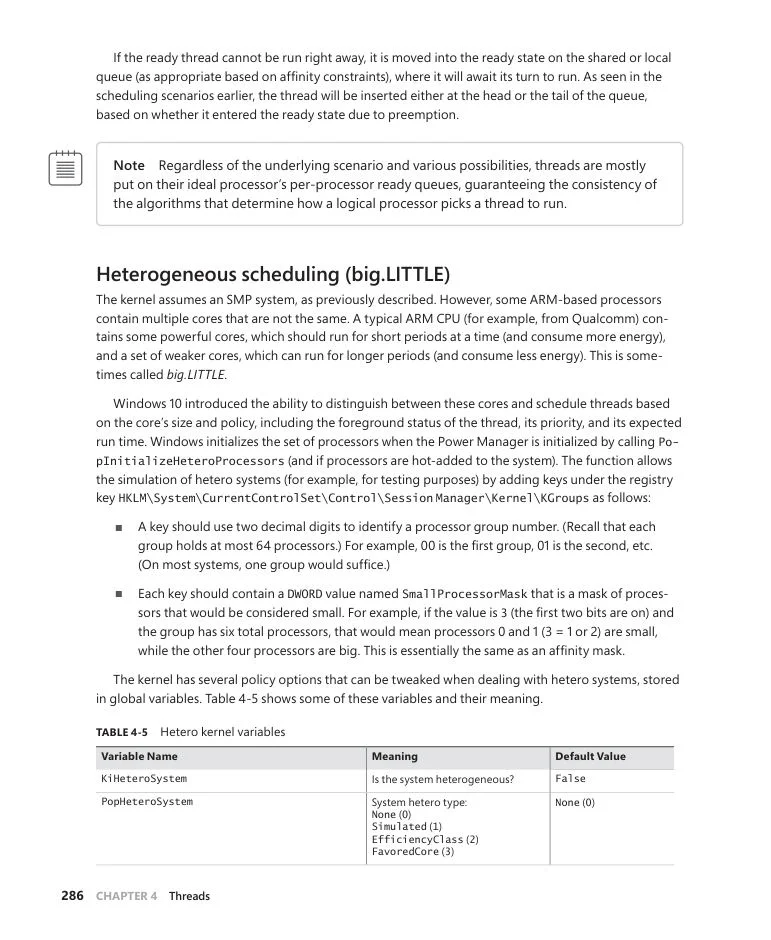 If the ready thread cannot be run right away, it is moved into the ready state on the shared or local
queue (as appropriate based on affinity constraints), where it will await its turn to run. As seen in the
scheduling scenarios earlier, the thread will be inserted either at the head or the tail of the queue,
based on whether it entered the ready state due to preemption.
Note Regardless of the underlying scenario and various possibilities, threads are mostly
put on their ideal processor's per-processor ready queues, guaranteeing the consistency of
the algorithms that determine how a logical processor picks a thread to run.
Heterogeneous scheduling (big.LITTLE)
The kernel assumes an SMP system, as previously described. However, some ARM-based processors
contain multiple cores that are not the same. A typical ARM CPU (for example, from Qualcomm) con-
tains some powerful cores, which should run for short periods at a time (and consume more energy),
and a set of weaker cores, which can run for longer periods (and consume less energy). This is some-
times called big.LITTLE.
Windows 10 introduced the ability to distinguish between these cores and schedule threads based
on the core's size and policy, including the foreground status of the thread, its priority, and its expected
run time. Windows initializes the set of processors when the Power Manager is initialized by calling Po-
pInitializeHeteroProcessors (and if processors are hot-added to the system). The function allows
the simulation of hetero systems (for example, for testing purposes) by adding keys under the registry
key HKLM\System\CurrentControlSet\Control\Session Manager\Kernel\KGroups as follows:
■ A key should use two decimal digits to identify a processor group number. (Recall that each
group holds at most 64 processors.) For example, 00 is the first group, 01 is the second, etc.
(On most systems, one group would suffice.)
■ Each key should contain a DWORD value named SmallProcessorMask that is a mask of proces-
sors that would be considered small. For example, if the value is 3 (the first two bits are on) and
the group has six total processors, that would mean processors 0 and 1 (3 = 1 or 2) are small,
while the other four processors are big. This is essentially the same as an affinity mask.
The kernel has several policy options that can be tweaked when dealing with hetero systems, stored
in global variables. Table 4-5 shows some of these variables and their meaning.
TABLE 4-5 Hetero kernel variables
Variable Name Meaning Default Value
KiHeteroSystem Is the system heterogeneous? False
PopHeteroSystem System hetero type: None (0)
None (0)
Simulated (1)
EfficiencyClass (2)
FavoredCore (3)
286 CHAPTER 4 Threads